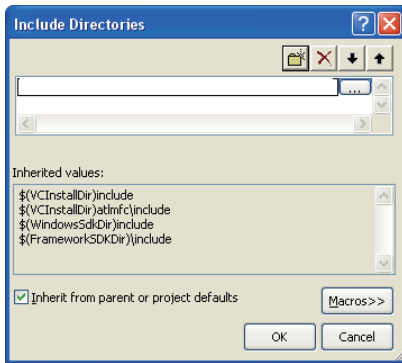 Include Directories
...
Inherited values:
$(VCInstallDir)include
$(VCInstallDir)atlmfc\include
$(WindowsSdkDir)include
$(FrameworkSDKDir)\include
Inherit from parent or project defaults
Macros>>
OK
Cancel